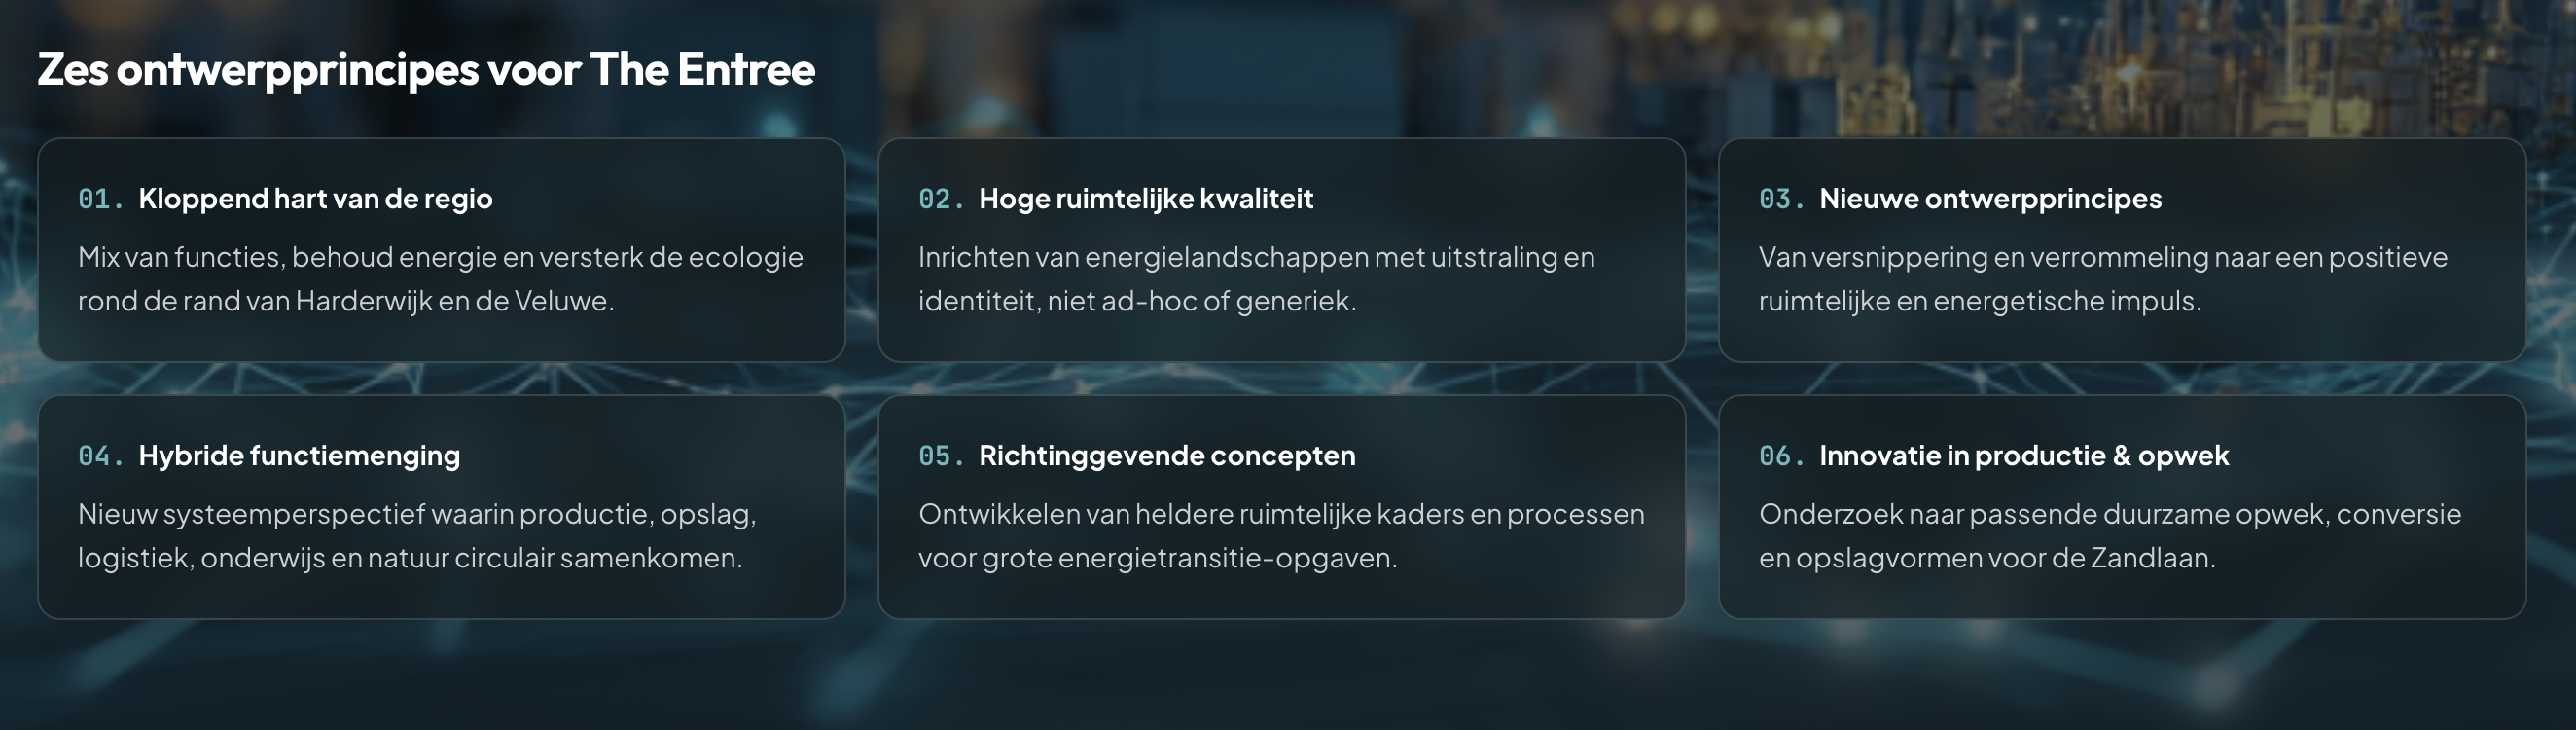 Zes ontwerpprincipes voor The Entree
01. Kloppend hart van de regio
Mix van functies, behoud energie en versterk de ecologie
rond de rand van Harderwijk en de Veluwe.
02. Hoge ruimtelijke kwaliteit
Inrichten van energielandschappen met uitstraling en
identiteit, niet ad-hoc of generiek.
03. Nieuwe ontwerpprincipes
Van versnippering en verrommeling naar een positieve
ruimtelijke en energetische impuls.
04. Hybride functiemenging
Nieuw systeemperspectief waarin productie, opslag,
logistiek, onderwijs en natuur circulair samenkomen.
05. Richtinggevende concepten
Ontwikkelen van heldere ruimtelijke kaders en processen
voor grote energietransitie-opgaven.
06. Innovatie in productie & opwek
Onderzoek naar passende duurzame opwek, conversie
en opslagvormen voor de Zandlaan.